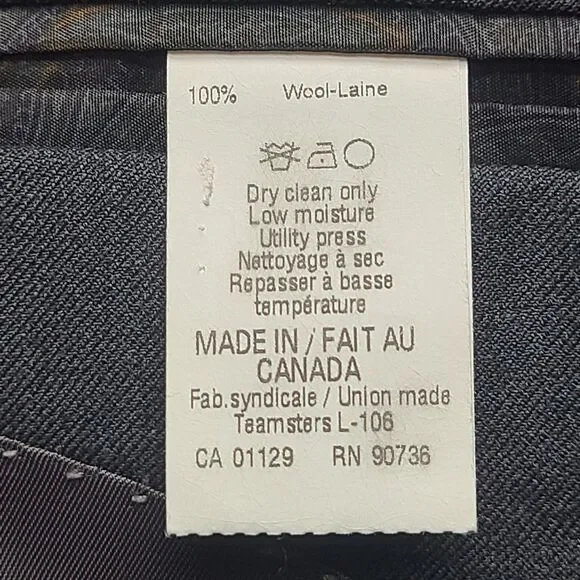 100% Wool-Laine
Dry clean only
Low moisture
Utility press
Nettoyage à sec
Repasser à basse
température
MADE IN / FAIT AU
CANADA
Fab.syndicale / Union made
Teamsters L-106
CA 01129 RN 90736